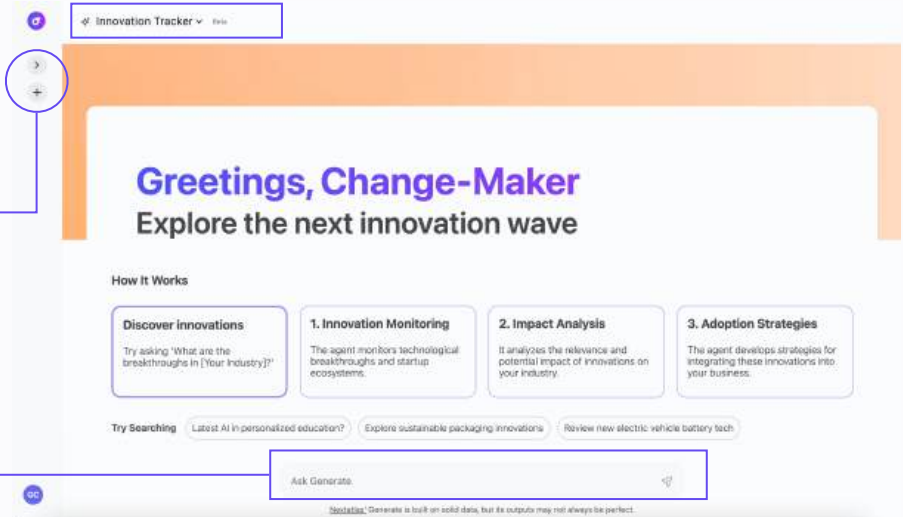 Innovation Tracker Beta
Greetings, Change-Maker
Explore the next innovation wave
How It Works
Discover innovations
Try asking "What are the
breakthroughs in [Your Industry]?"
1. Innovation Monitoring
The agent monitors technological
breakthroughs and startup
ecosystems.
2. Impact Analysis
It analyzes the relevance and
potential impact of innovations on
your industry.
3. Adoption Strategies
The agent develops strategies for
integrating these innovations into
your business.
Try Searching
Latest AI in personalized education?
Explore sustainable packaging innovations
Review new electric vehicle battery tech
Ask Generate.
GC
Nextatlas' Generate is built on solid data, but its outputs may not always be perfect.